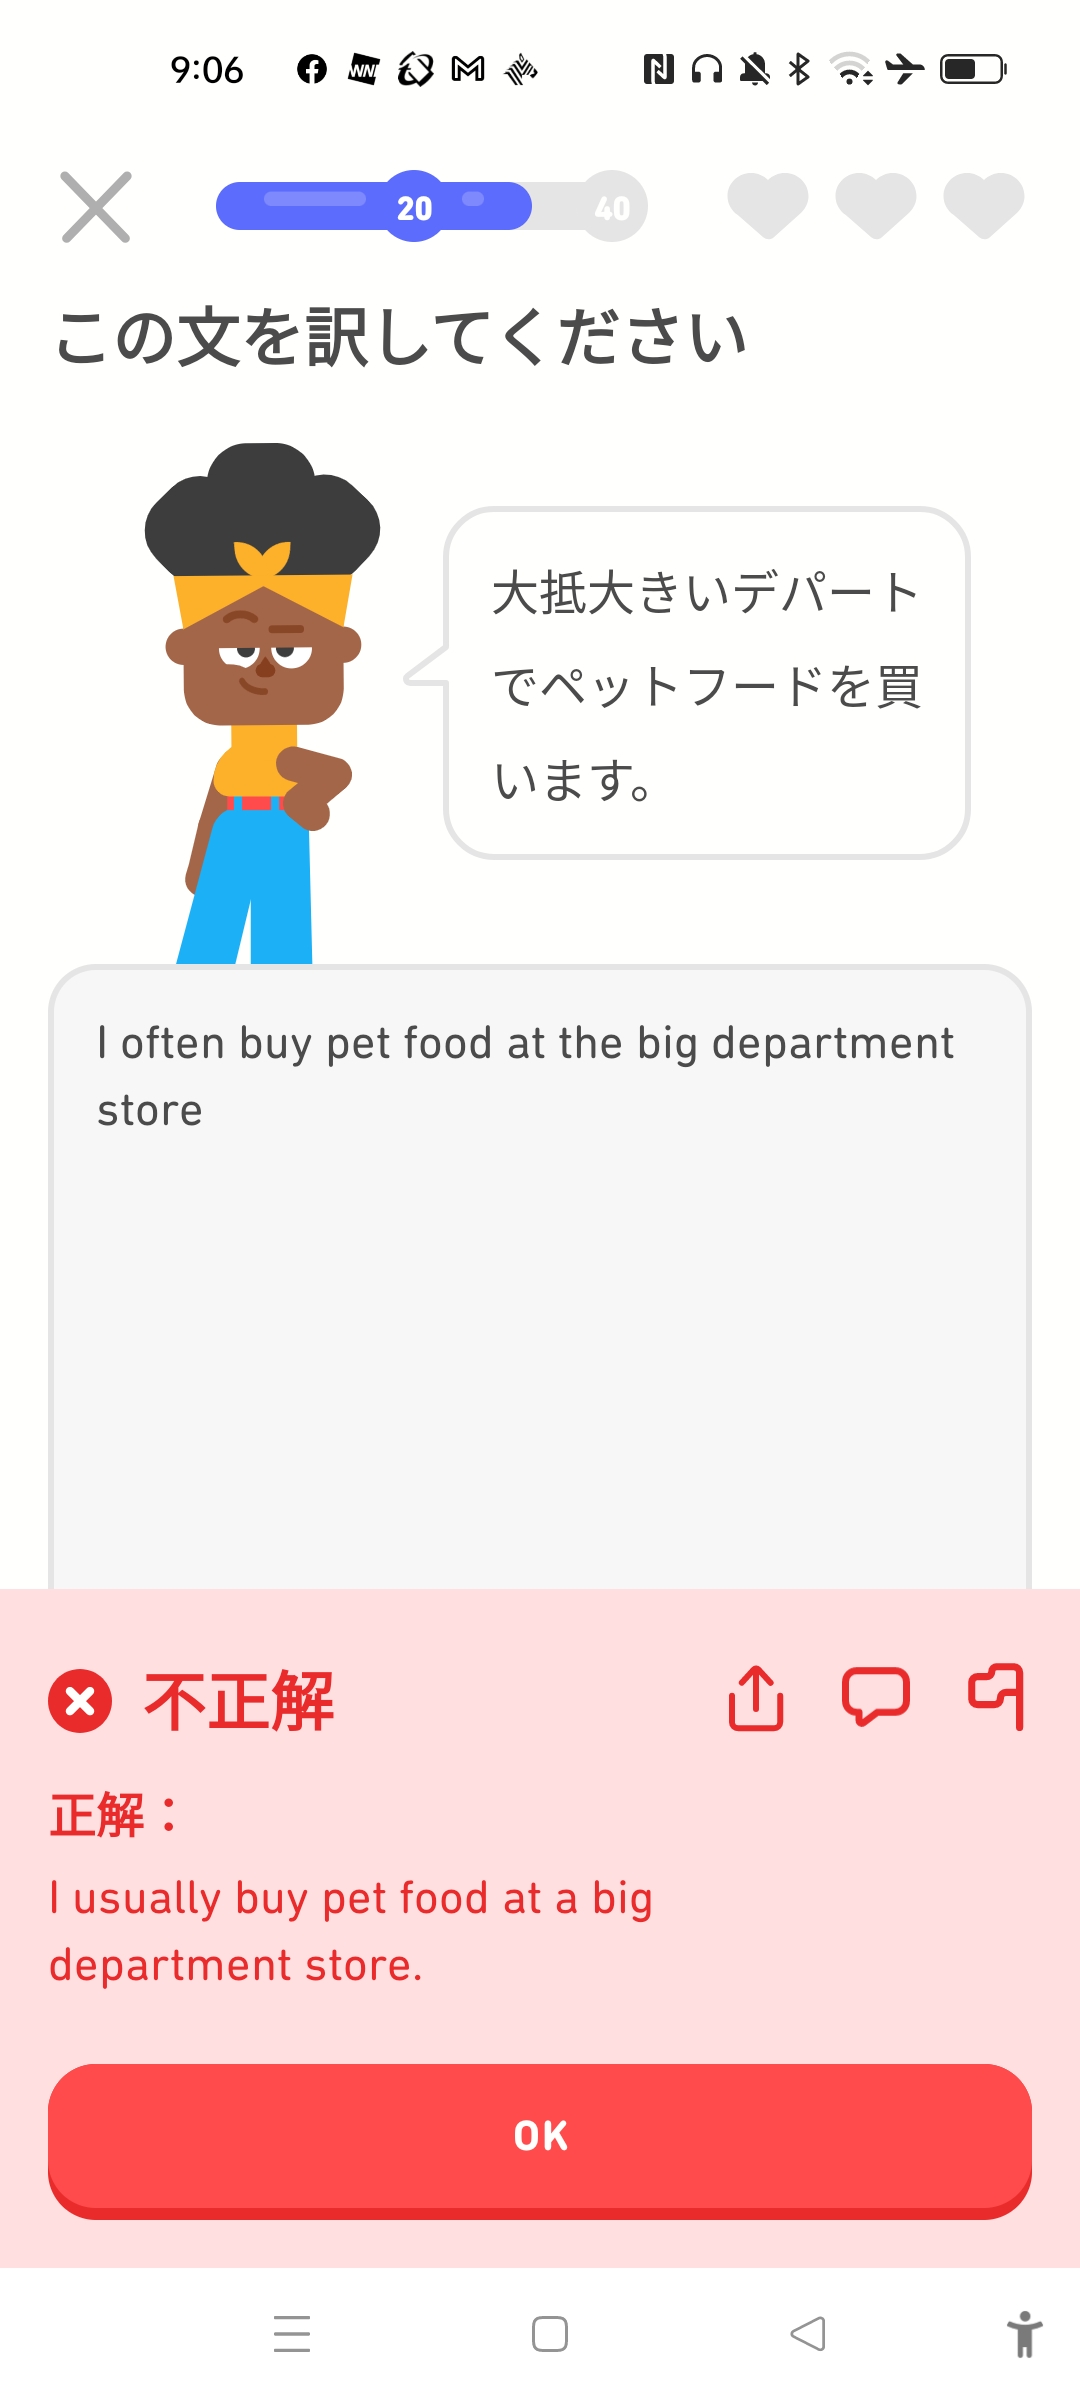 9:06
20
40
この文を訳してください
大抵大きいデパート
でペットフードを買
います。
I often buy pet food at the big department
store
不正解
正解：
I usually buy pet food at a big
department store.
OK